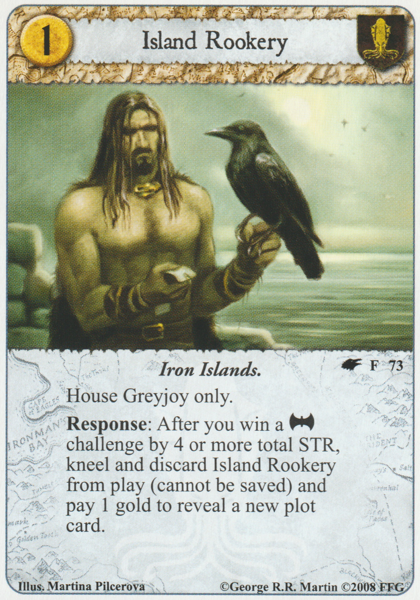 1
Island Rookery
Iron Islands.
F 73
House Greyjoy only.
Response: After you win a
challenge by 4 or more total STR,
kneel and discard Island Rookery
from play (cannot be saved) and
pay 1 gold to reveal a new plot
card.
IRONMAN'S
BAY
Illus. Martina Pilcerova
©George R.R. Martin ©2008 FFG